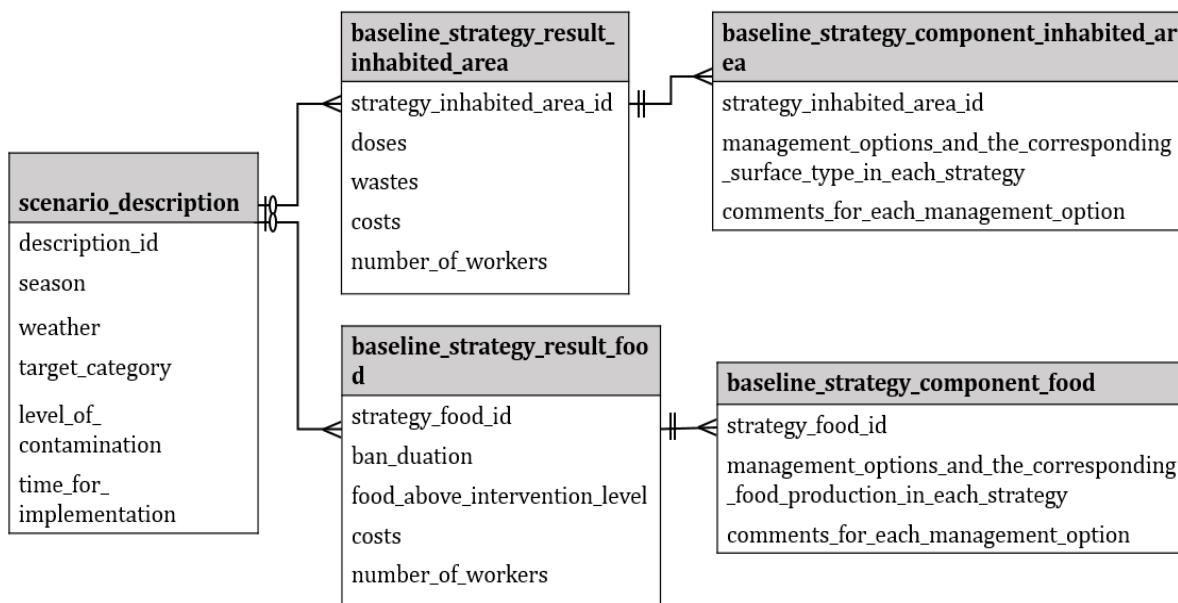 scenario_description
description_id
season
weather
target_category
level_of_
contamination
time_for_
implementation
baseline_strategy_result_
inhabited_area
strategy_inhabited_area_id
doses
wastes
costs
number_of_workers
baseline_strategy_component_inhabited_ar
ea
strategy_inhabited_area_id
management_options_and_the_corresponding
_surface_type_in_each_strategy
comments_for_each_management_option
baseline_strategy_result_foo
d
strategy_food_id
ban_duation
food_above_intervention_level
costs
number_of_workers
baseline_strategy_component_food
strategy_food_id
management_options_and_the_corresponding
_food_production_in_each_strategy
comments_for_each_management_option